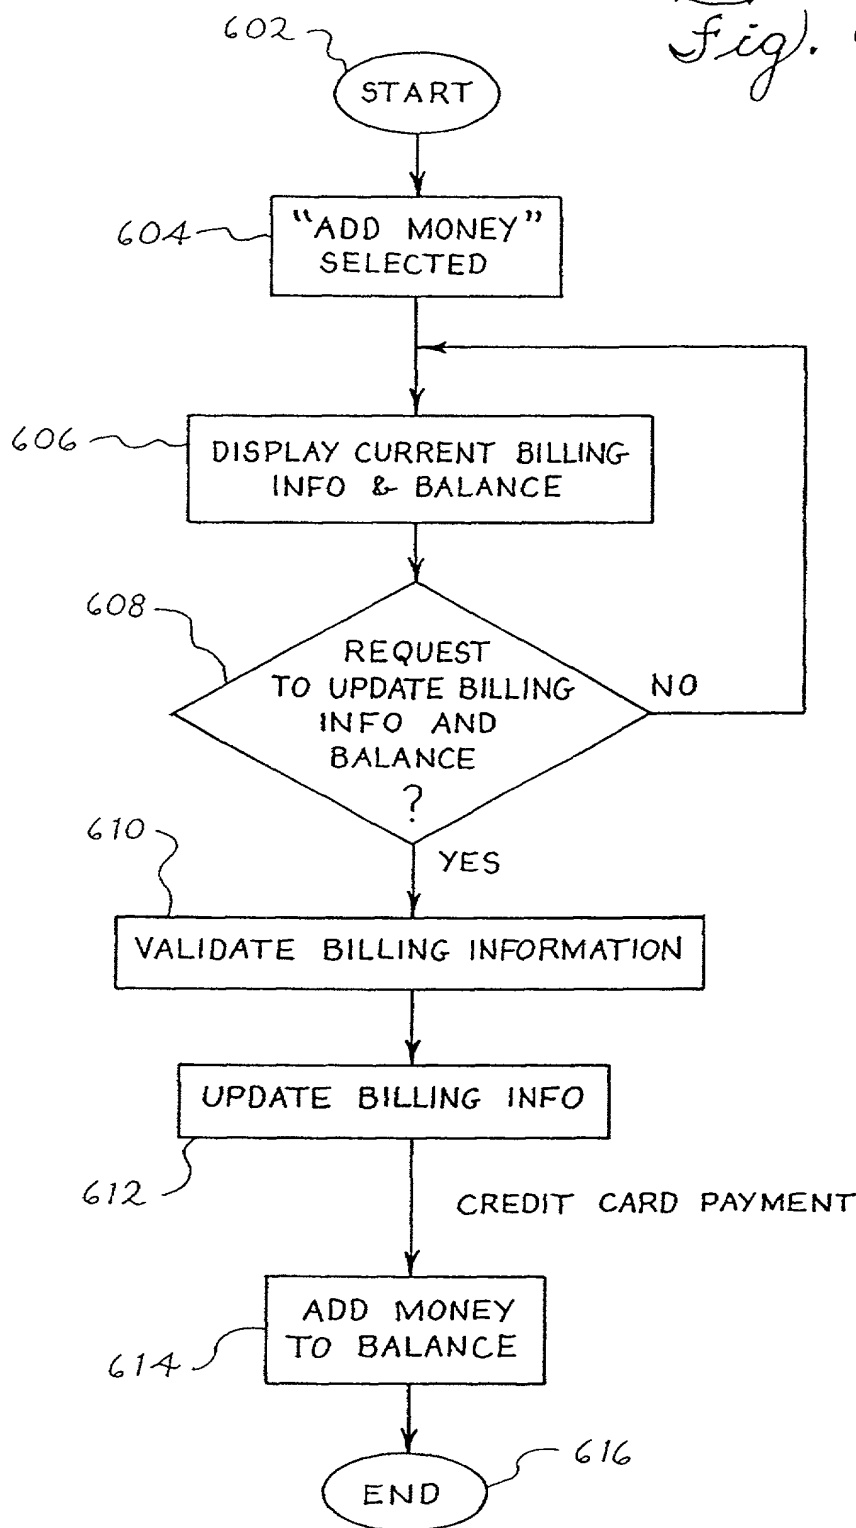 Fig.
602
START
604
"ADD MONEY"
SELECTED
606
DISPLAY CURRENT BILLING
INFO & BALANCE
608
REQUEST
TO UPDATE BILLING
INFO AND
BALANCE
?
NO
610
YES
VALIDATE BILLING INFORMATION
UPDATE BILLING INFO
612
CREDIT CARD PAYMENT
ADD MONEY
TO BALANCE
614
616
END